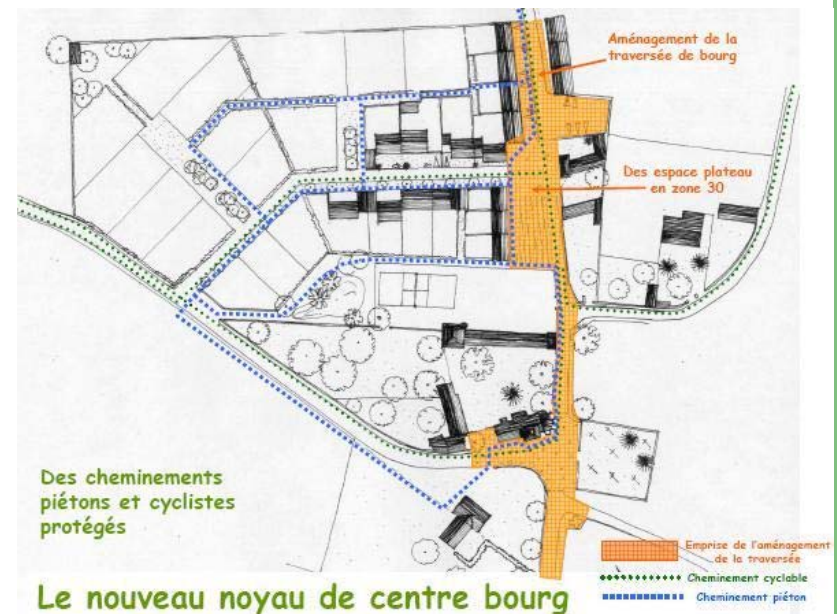 Aménagement de la
traversée de bourg
Des espace plateau
en zone 30
Des cheminements
piétons et cyclistes
protégés
Emprise de l'aménagement
de la traversée
Cheminement cyclable
Cheminement piéton
Le nouveau noyau de centre bourg